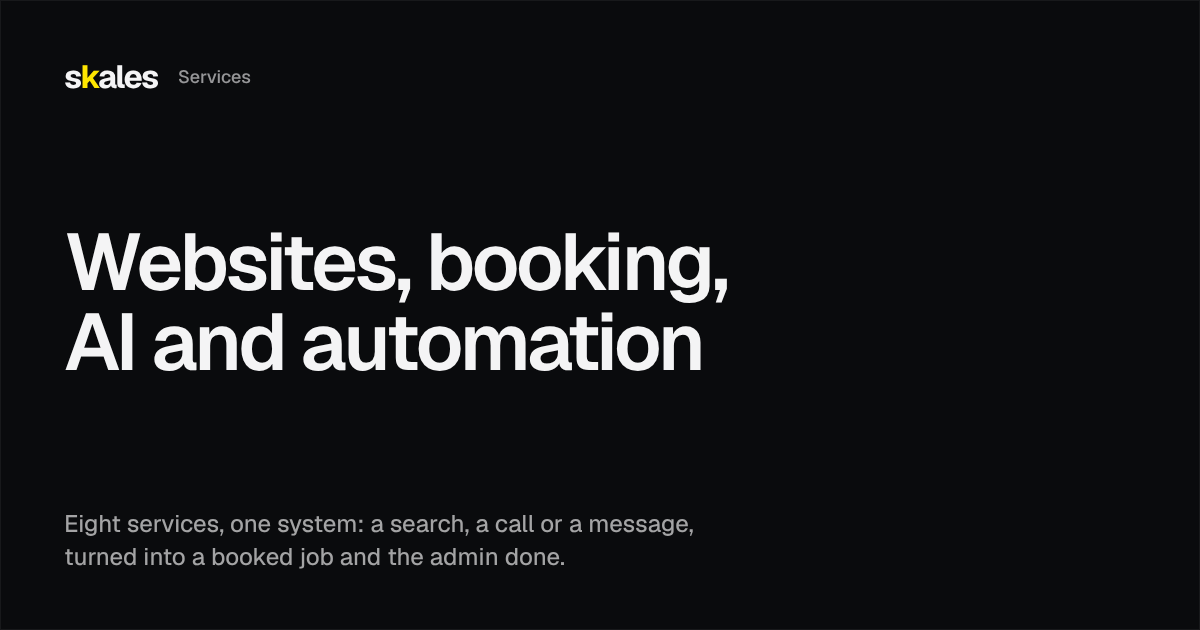 skales Services
Websites, booking,
AI and automation
Eight services, one system: a search, a call or a message,
turned into a booked job and the admin done.